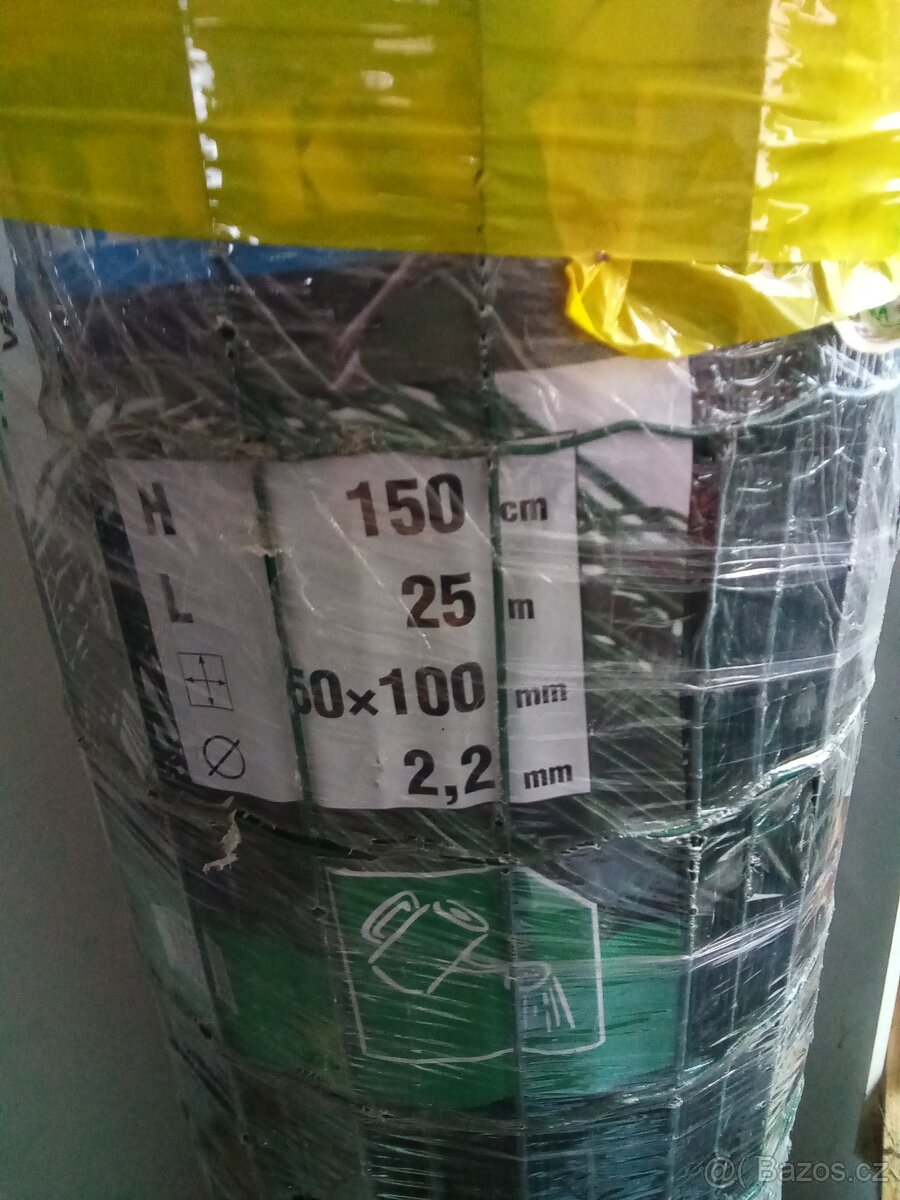 H 150 cm
L 25 m
50×100 mm
Ø 2,2 mm
@( Bazos.cz